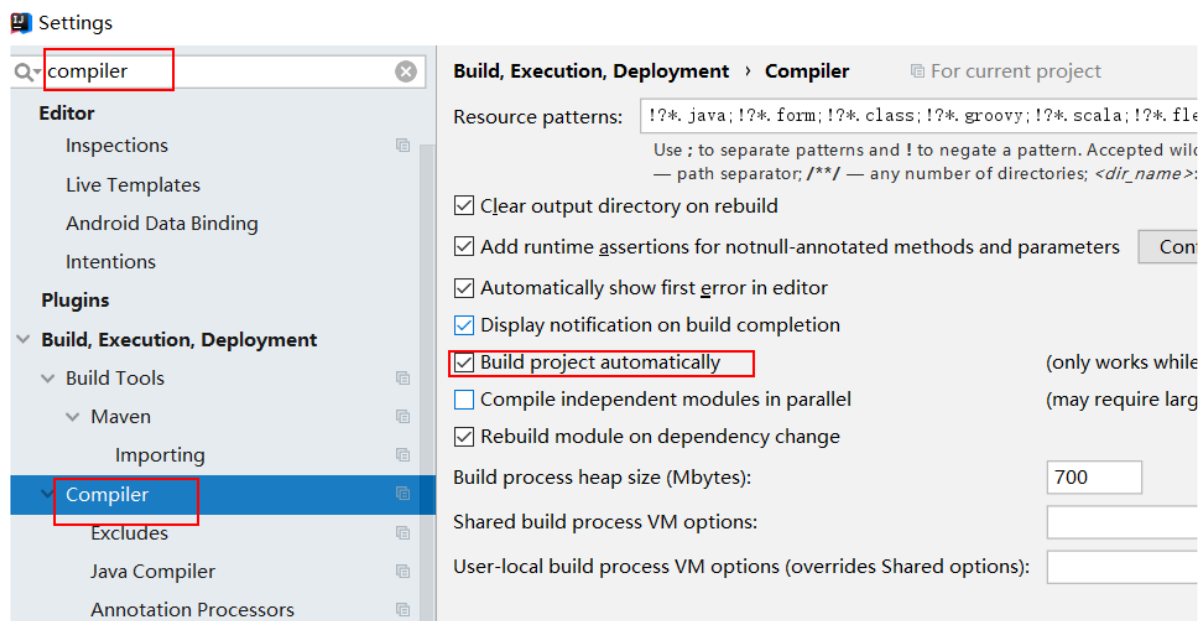 Settings
compiler
Editor
Inspections
Live Templates
Android Data Binding
Intentions
Plugins
Build, Execution, Deployment
Build Tools
Maven
Importing
Compiler
Excludes
Java Compiler
Annotation Processors
Build, Execution, Deployment › Compiler For current project
Resource patterns: !?*.java;!?*.form;!?*.class;!?*.groovy;!?*.scala;!?*.fle
Use ; to separate patterns and ! to negate a pattern. Accepted wild
— path separator; /**/ — any number of directories; <dir_name>:
Clear output directory on rebuild
Add runtime assertions for notnull-annotated methods and parameters Con
Automatically show first error in editor
Display notification on build completion
Build project automatically (only works while
Compile independent modules in parallel (may require larg
Rebuild module on dependency change
Build process heap size (Mbytes): 700
Shared build process VM options:
User-local build process VM options (overrides Shared options):